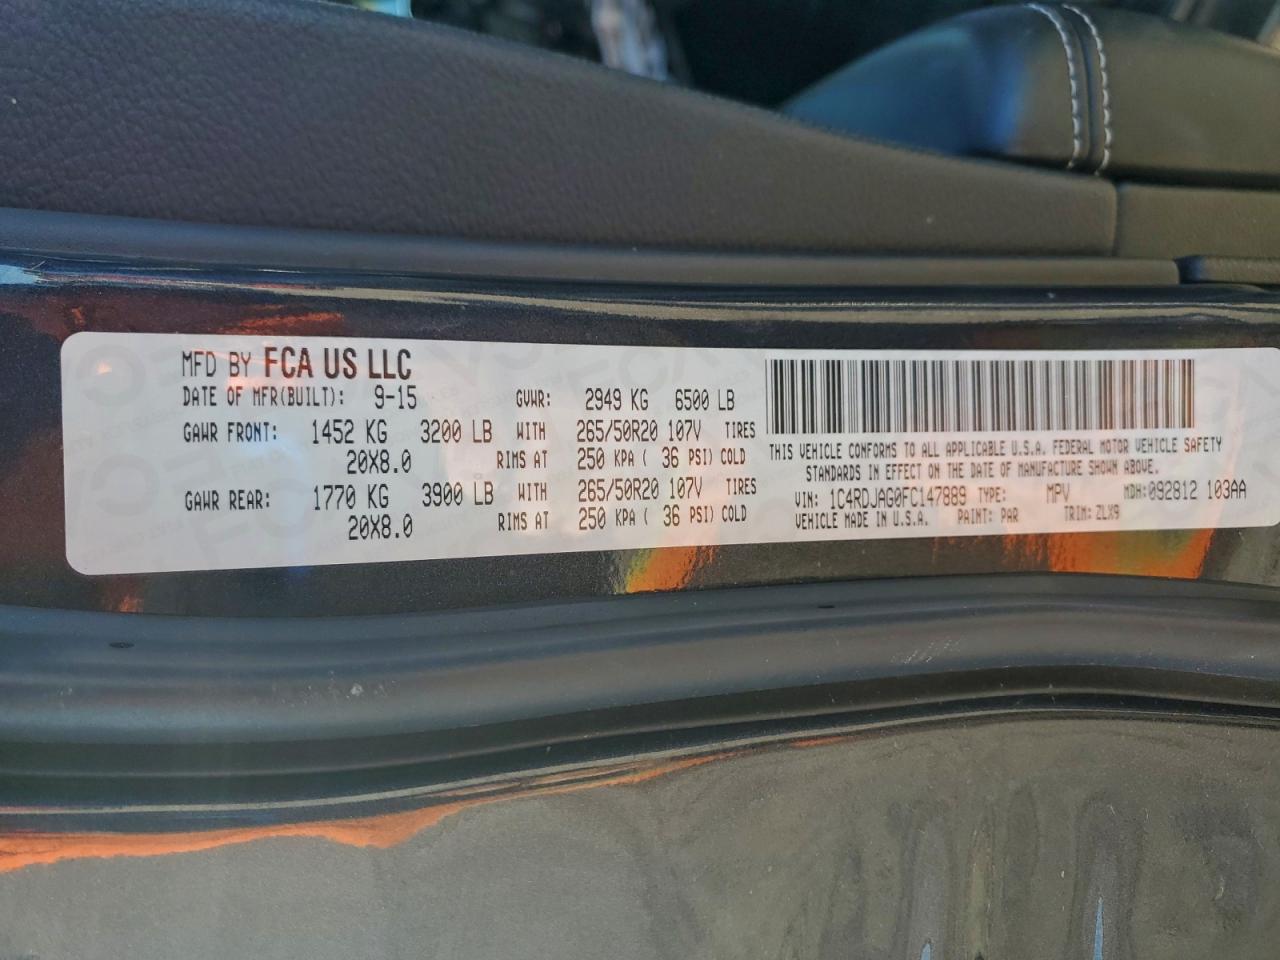 MFD BY FCA US LLC
DATE OF MFR(BUILT): 9-15 GVWR: 2949 KG 6500 LB
GAWR FRONT: 1452 KG 3200 LB WITH 265/50R20 107V TIRES
20X8.0 RIMS AT 250 KPA ( 36 PSI) COLD
GAWR REAR: 1770 KG 3900 LB WITH 265/50R20 107V TIRES
20X8.0 RIMS AT 250 KPA ( 36 PSI) COLD
THIS VEHICLE CONFORMS TO ALL APPLICABLE U.S.A. FEDERAL MOTOR VEHICLE SAFETY
STANDARDS IN EFFECT ON THE DATE OF MANUFACTURE SHOWN ABOVE.
VIN: 1C4RDJAG0FC147889 TYPE: MPV MDH:092812 103AA
VEHICLE MADE IN U.S.A. PAINT: PAR TRIM: ZLX9